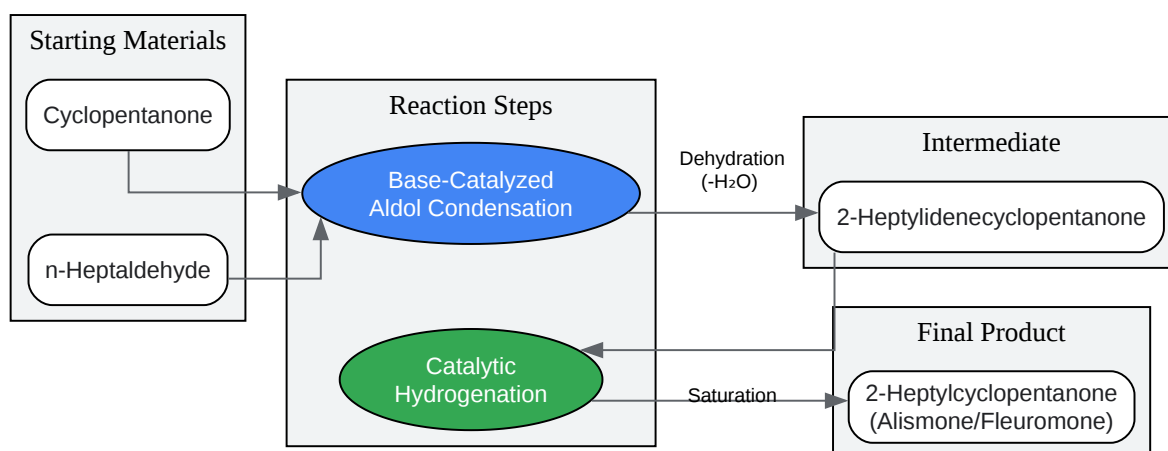 Starting Materials
Cyclopentanone
n-Heptaldehyde
Reaction Steps
Base-Catalyzed
Aldol Condensation
Catalytic
Hydrogenation
Dehydration
(-H₂O)
Saturation
Intermediate
2-Heptylidenecyclopentanone
Final Product
2-Heptylcyclopentanone
(Alismone/Fleuromone)